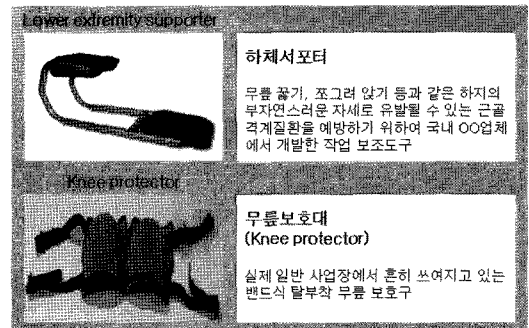 Lower extremity supporter
하체서포터
무릎 꿇기, 쪼그려 앉기 등과 같은 하지의
부자연스러운 자세로 유발될 수 있는 근골
격계질환을 예방하기 위하여 국내 OO업체
에서 개발한 작업 보조도구
Knee protector
무릎보호대
(Knee protector)
실제 일반 사업장에서 흔히 쓰여지고 있는
밴드식 탈부착 무릎 보호구